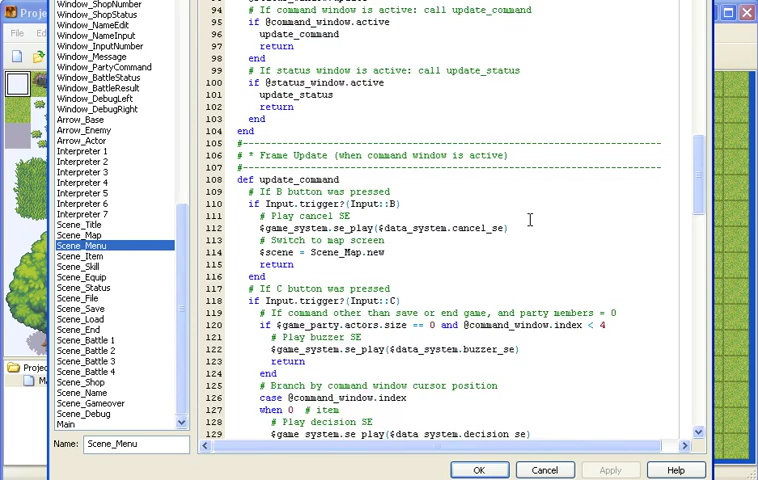 Proje
File Ed
Proje
Ma
Window_ShopNumber
Window_ShopStatus
Window_NameEdit
Window_NameInput
Window_InputNumber
Window_Message
Window_PartyCommand
Window_BattleStatus
Window_BattleResult
Window_DebugLeft
Window_DebugRight
Arrow_Base
Arrow_Enemy
Arrow_Actor
Interpreter 1
Interpreter 2
Interpreter 3
Interpreter 4
Interpreter 5
Interpreter 6
Interpreter 7
Scene_Title
Scene_Map
Scene_Menu
Scene_Item
Scene_Skill
Scene_Equip
Scene_Status
Scene_File
Scene_Save
Scene_Load
Scene_End
Scene_Battle 1
Scene_Battle 2
Scene_Battle 3
Scene_Battle 4
Scene_Shop
Scene_Name
Scene_Gameover
Scene_Debug
Main
Name: Scene_Menu
94 # If command window is active: call update_command
95 if @command_window.active
96 update_command
97 return
98 end
99 # If status window is active: call update_status
100 if @status_window.active
101 update_status
102 return
103 end
104 end
105 #--------------------------------------------------------------------------
106 # * Frame Update (when command window is active)
107 #--------------------------------------------------------------------------
108 def update_command
109 # If B button was pressed
110 if Input.trigger?(Input::B)
111 # Play cancel SE
112 $game_system.se_play($data_system.cancel_se)
113 # Switch to map screen
114 $scene = Scene_Map.new
115 return
116 end
117 # If C button was pressed
118 if Input.trigger?(Input::C)
119 # If command other than save or end game, and party members = 0
120 if $game_party.actors.size == 0 and @command_window.index < 4
121 # Play buzzer SE
122 $game_system.se_play($data_system.buzzer_se)
123 return
124 end
125 # Branch by command window cursor position
126 case @command_window.index
127 when 0 # item
128 # Play decision SE
129 $game_system.se_play($data_system.decision_se)
OK Cancel Apply Help